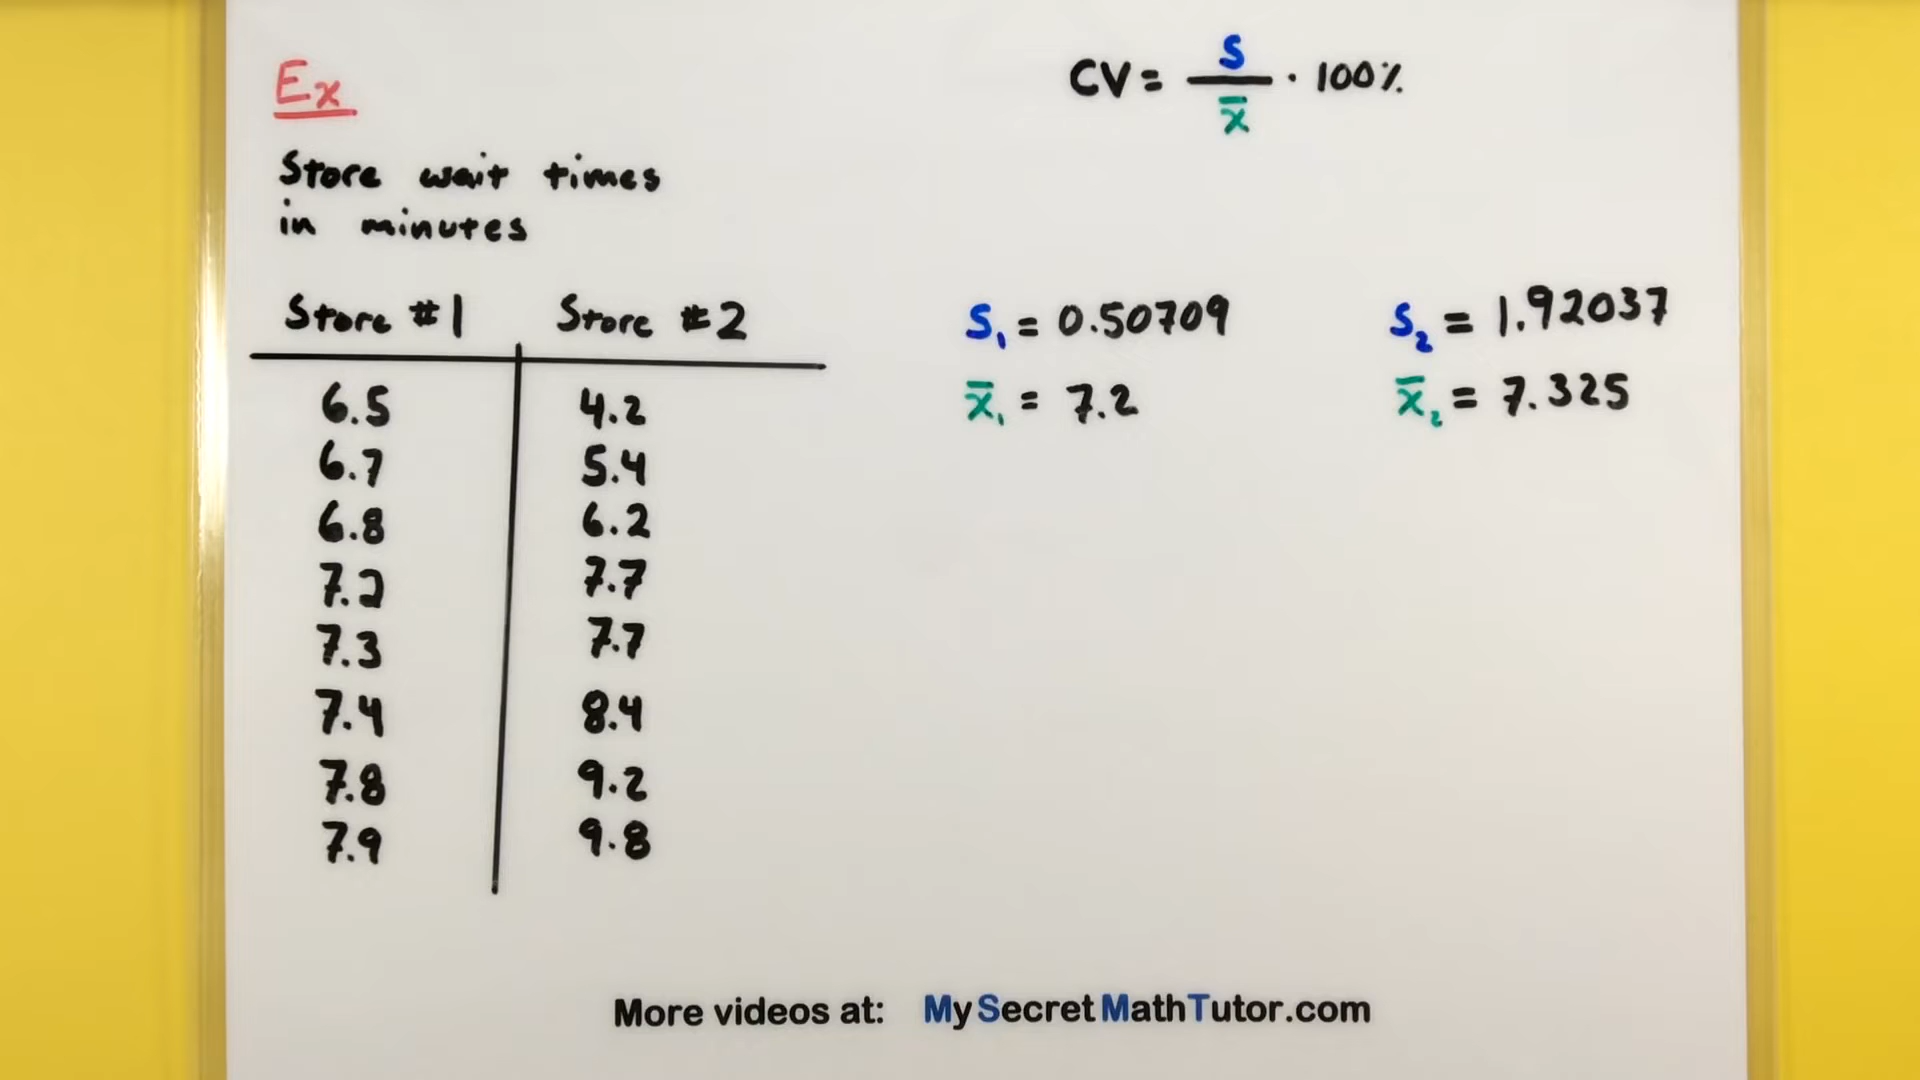 Ex
CV = s/x̄ · 100%
Store wait times
in minutes
Store #1 Store #2
6.5 4.2
6.7 5.4
6.8 6.2
7.2 7.7
7.3 7.7
7.4 8.4
7.8 9.2
7.9 9.8
s₁ = 0.50709
x̄₁ = 7.2
s₂ = 1.92037
x̄₂ = 7.325
More videos at: MySecretMathTutor.com